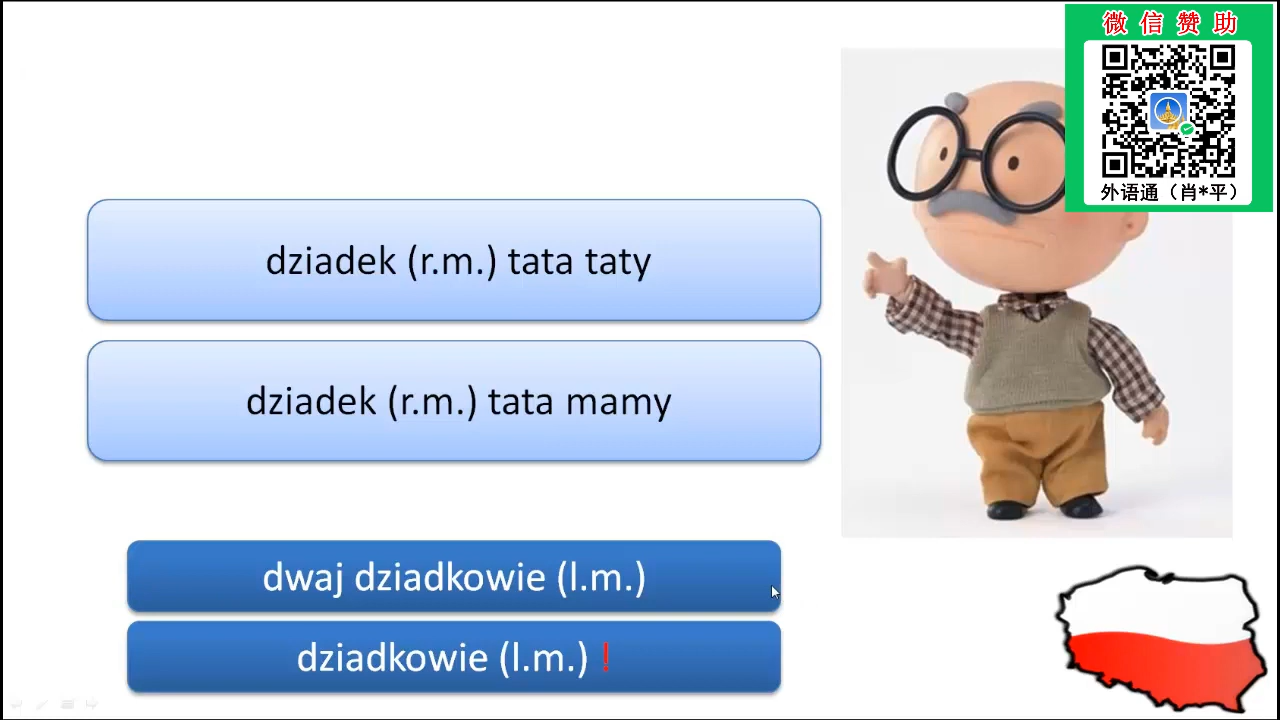 微信赞助
外语通（肖*平）
dziadek (r.m.) tata taty
dziadek (r.m.) tata mamy
dwaj dziadkowie (l.m.)
dziadkowie (l.m.) !